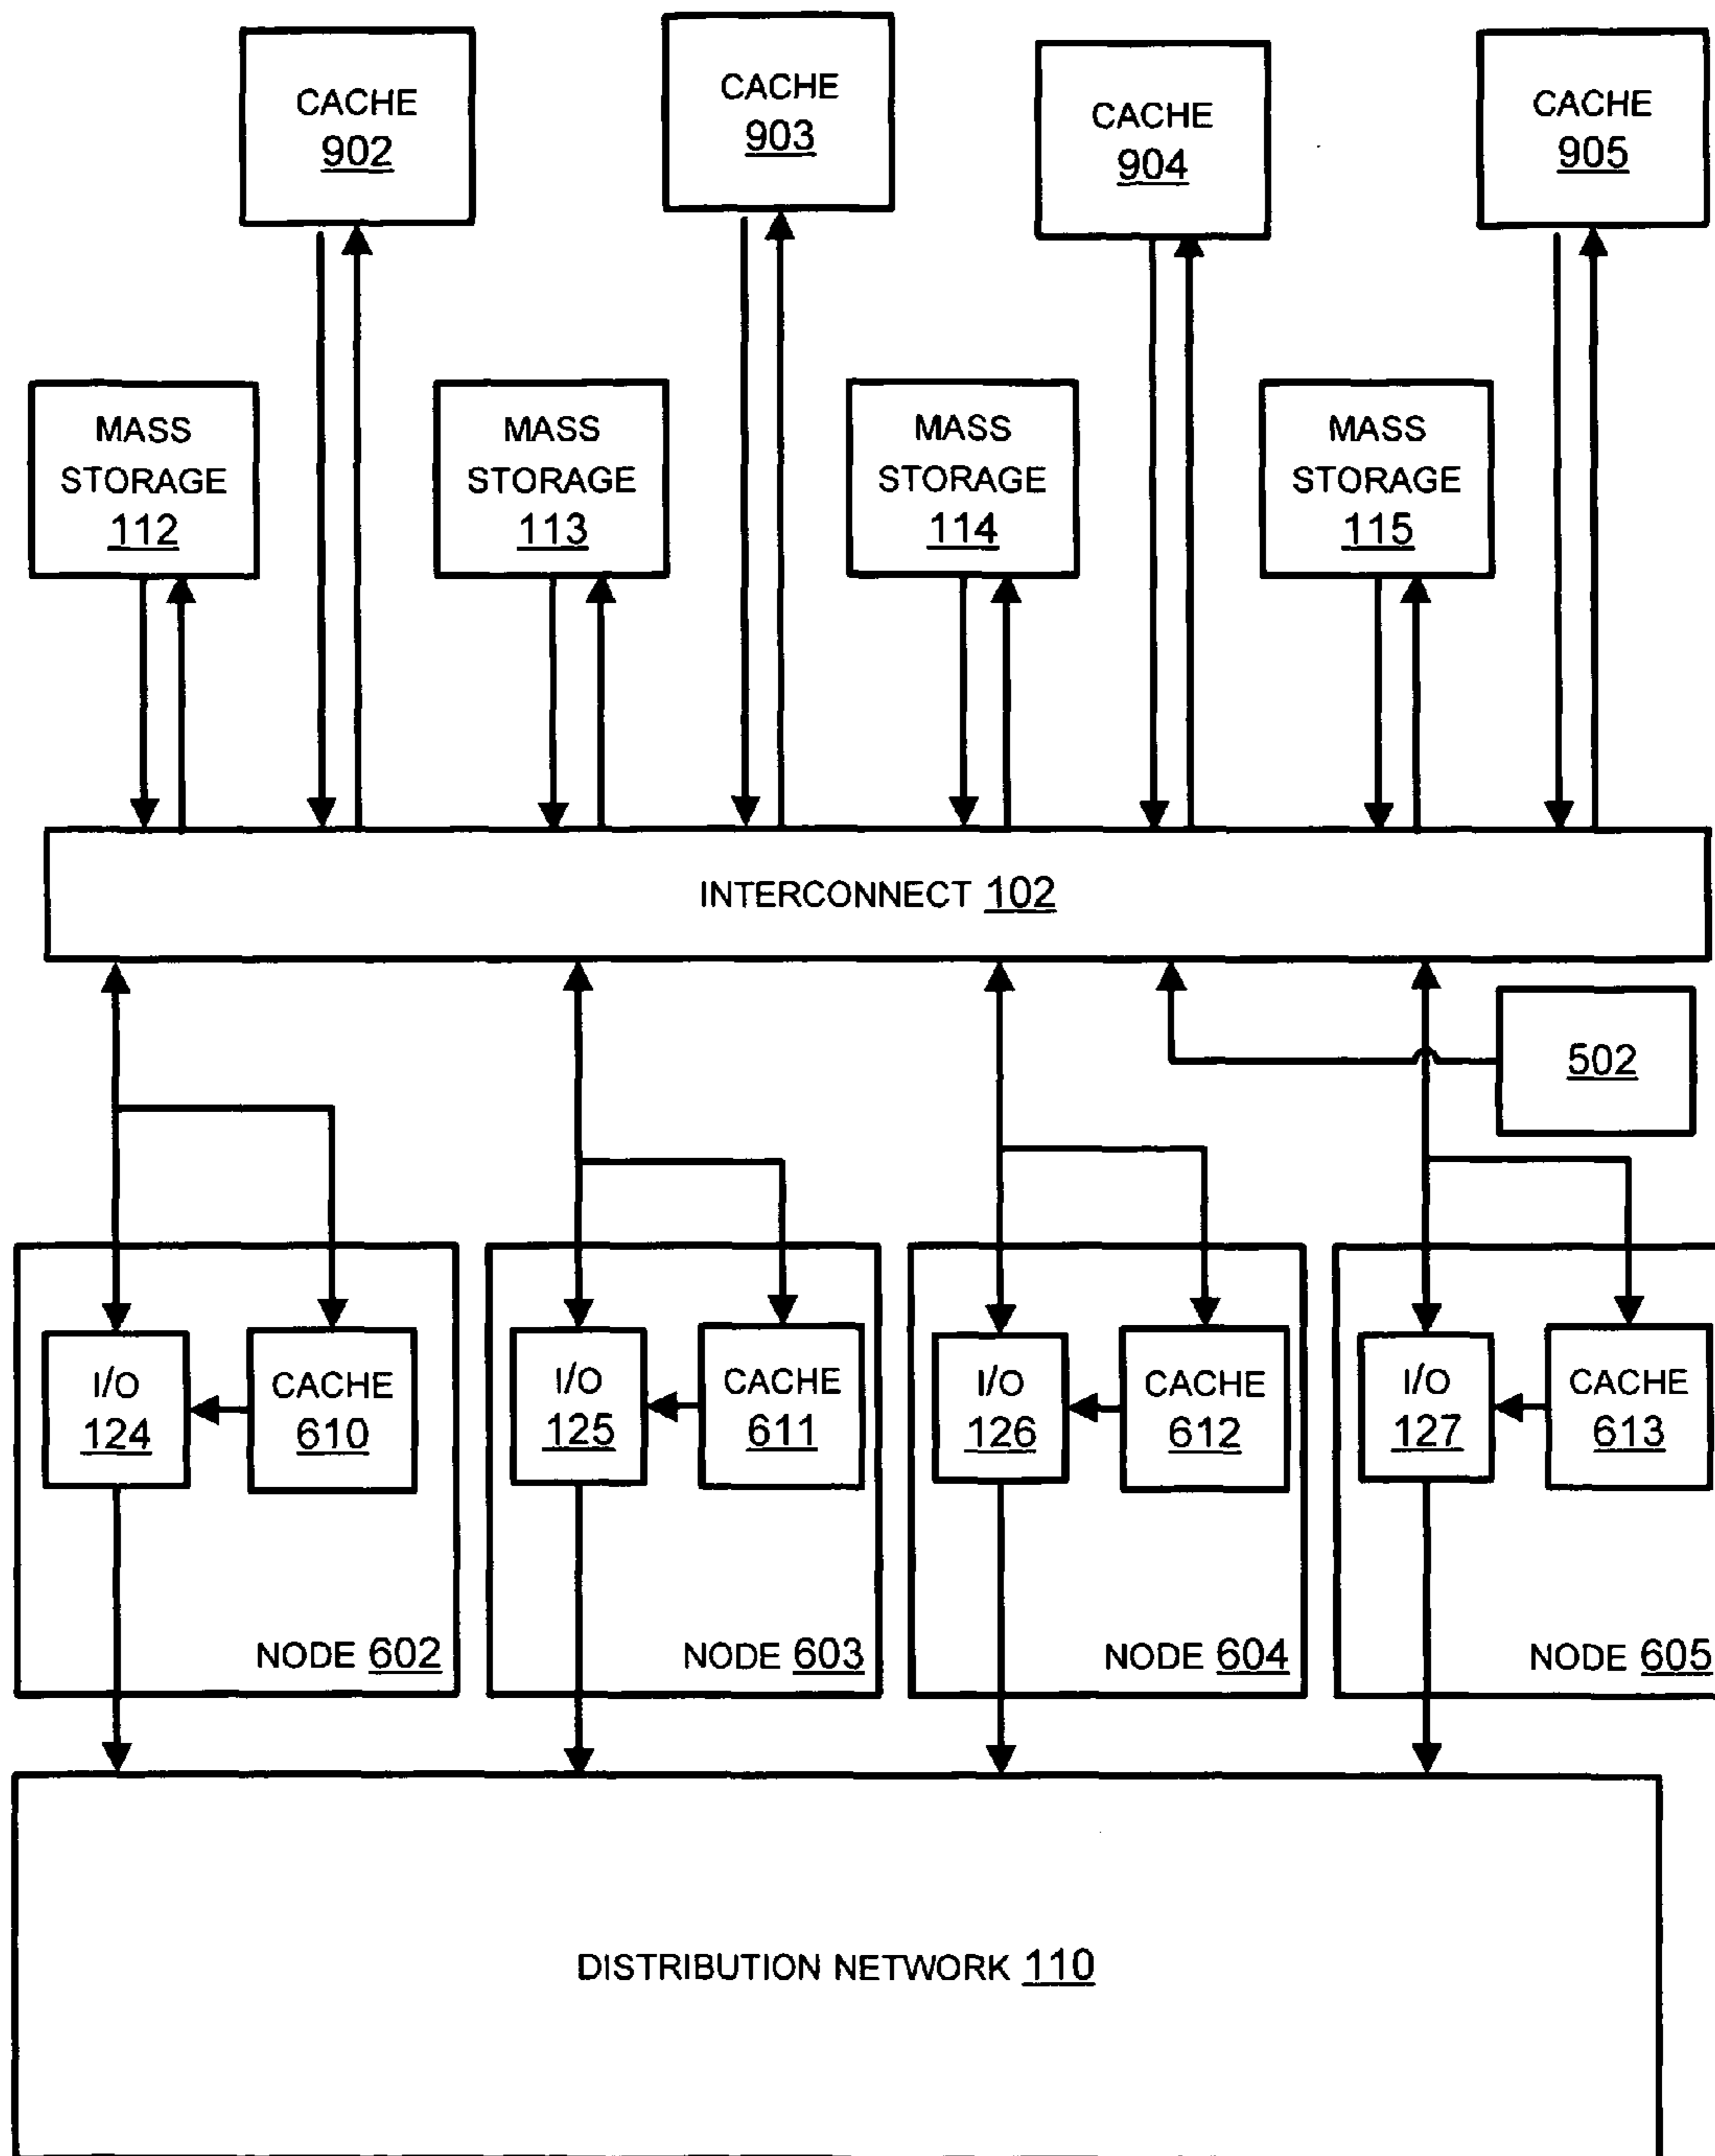 CACHE
902
CACHE
903
CACHE
904
CACHE
905
MASS
STORAGE
112
MASS
STORAGE
113
MASS
STORAGE
114
MASS
STORAGE
115
INTERCONNECT 102
502
I/O
124
CACHE
610
I/O
125
CACHE
611
I/O
126
CACHE
612
I/O
127
CACHE
613
NODE 602
NODE 603
NODE 604
NODE 605
DISTRIBUTION NETWORK 110